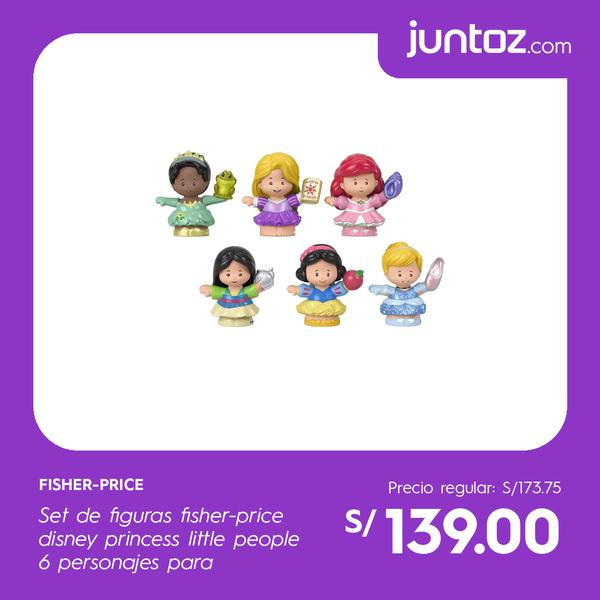 juntoz.com
FISHER-PRICE
Set de figuras fisher-price
disney princess little people
6 personajes para
Precio regular: S/173.75
S/139.00